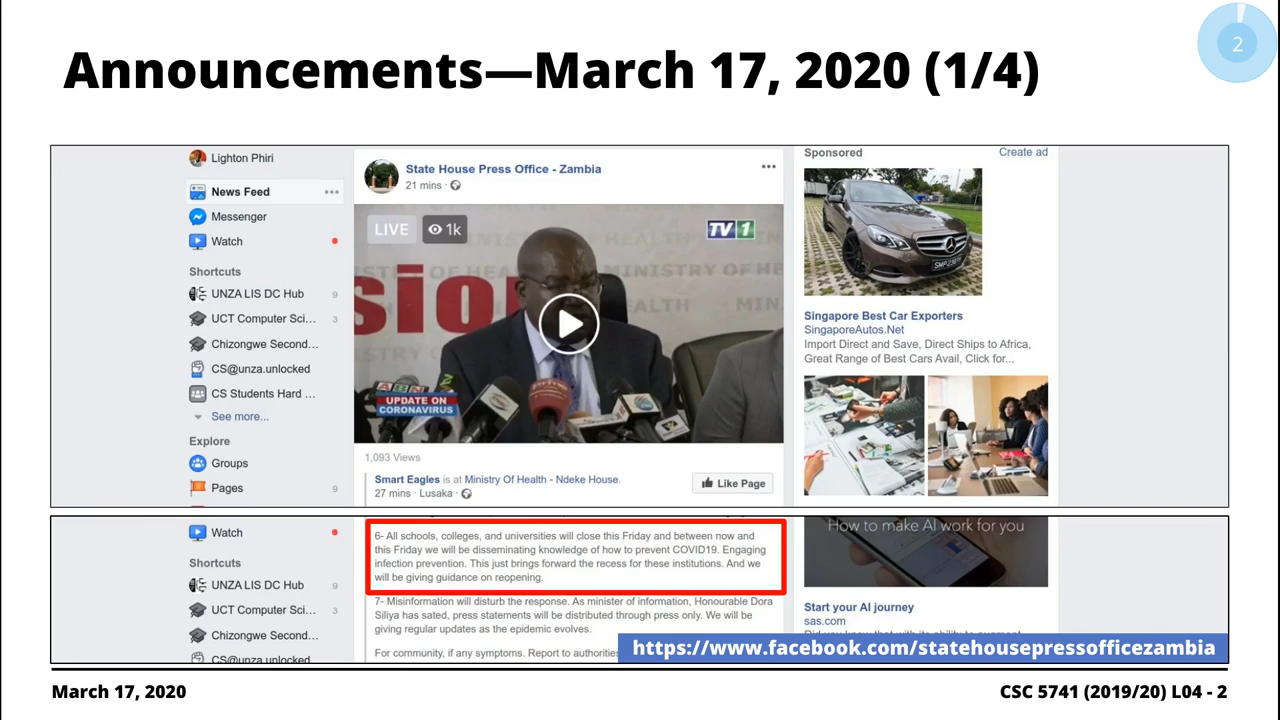 Announcements—March 17, 2020 (1/4)
2
Lighton Phiri
News Feed
Messenger
Watch
Shortcuts
UNZA LIS DC Hub 9
UCT Computer Sci... 3
Chizongwe Second...
CS@unza.unlocked
CS Students Hard ...
See more...
Explore
Groups
Pages 9
State House Press Office - Zambia
21 mins ·
LIVE 1k
TV1
MINISTRY OF HEALTH
sion
UPDATE ON
CORONAVIRUS
1,093 Views
Smart Eagles is at Ministry Of Health - Ndeke House.
27 mins · Lusaka ·
Like Page
Sponsored Create ad
Singapore Best Car Exporters
SingaporeAutos.Net
Import Direct and Save, Direct Ships to Africa,
Great Range of Best Cars Avail, Click for...
Watch
Shortcuts
UNZA LIS DC Hub 9
UCT Computer Sci... 3
Chizongwe Second...
CS@unza.unlocked
6- All schools, colleges, and universities will close this Friday and between now and
this Friday we will be disseminating knowledge of how to prevent COVID19. Engaging
infection prevention. This just brings forward the recess for these institutions. And we
will be giving guidance on reopening.
7- Misinformation will disturb the response. As minister of information, Honourable Dora
Siliya has sated, press statements will be distributed through press only. We will be
giving regular updates as the epidemic evolves.
For community, if any symptoms. Report to authorities
How to make AI work for you
Start your AI journey
sas.com
https://www.facebook.com/statehousepressofficezambia
March 17, 2020
CSC 5741 (2019/20) L04 - 2